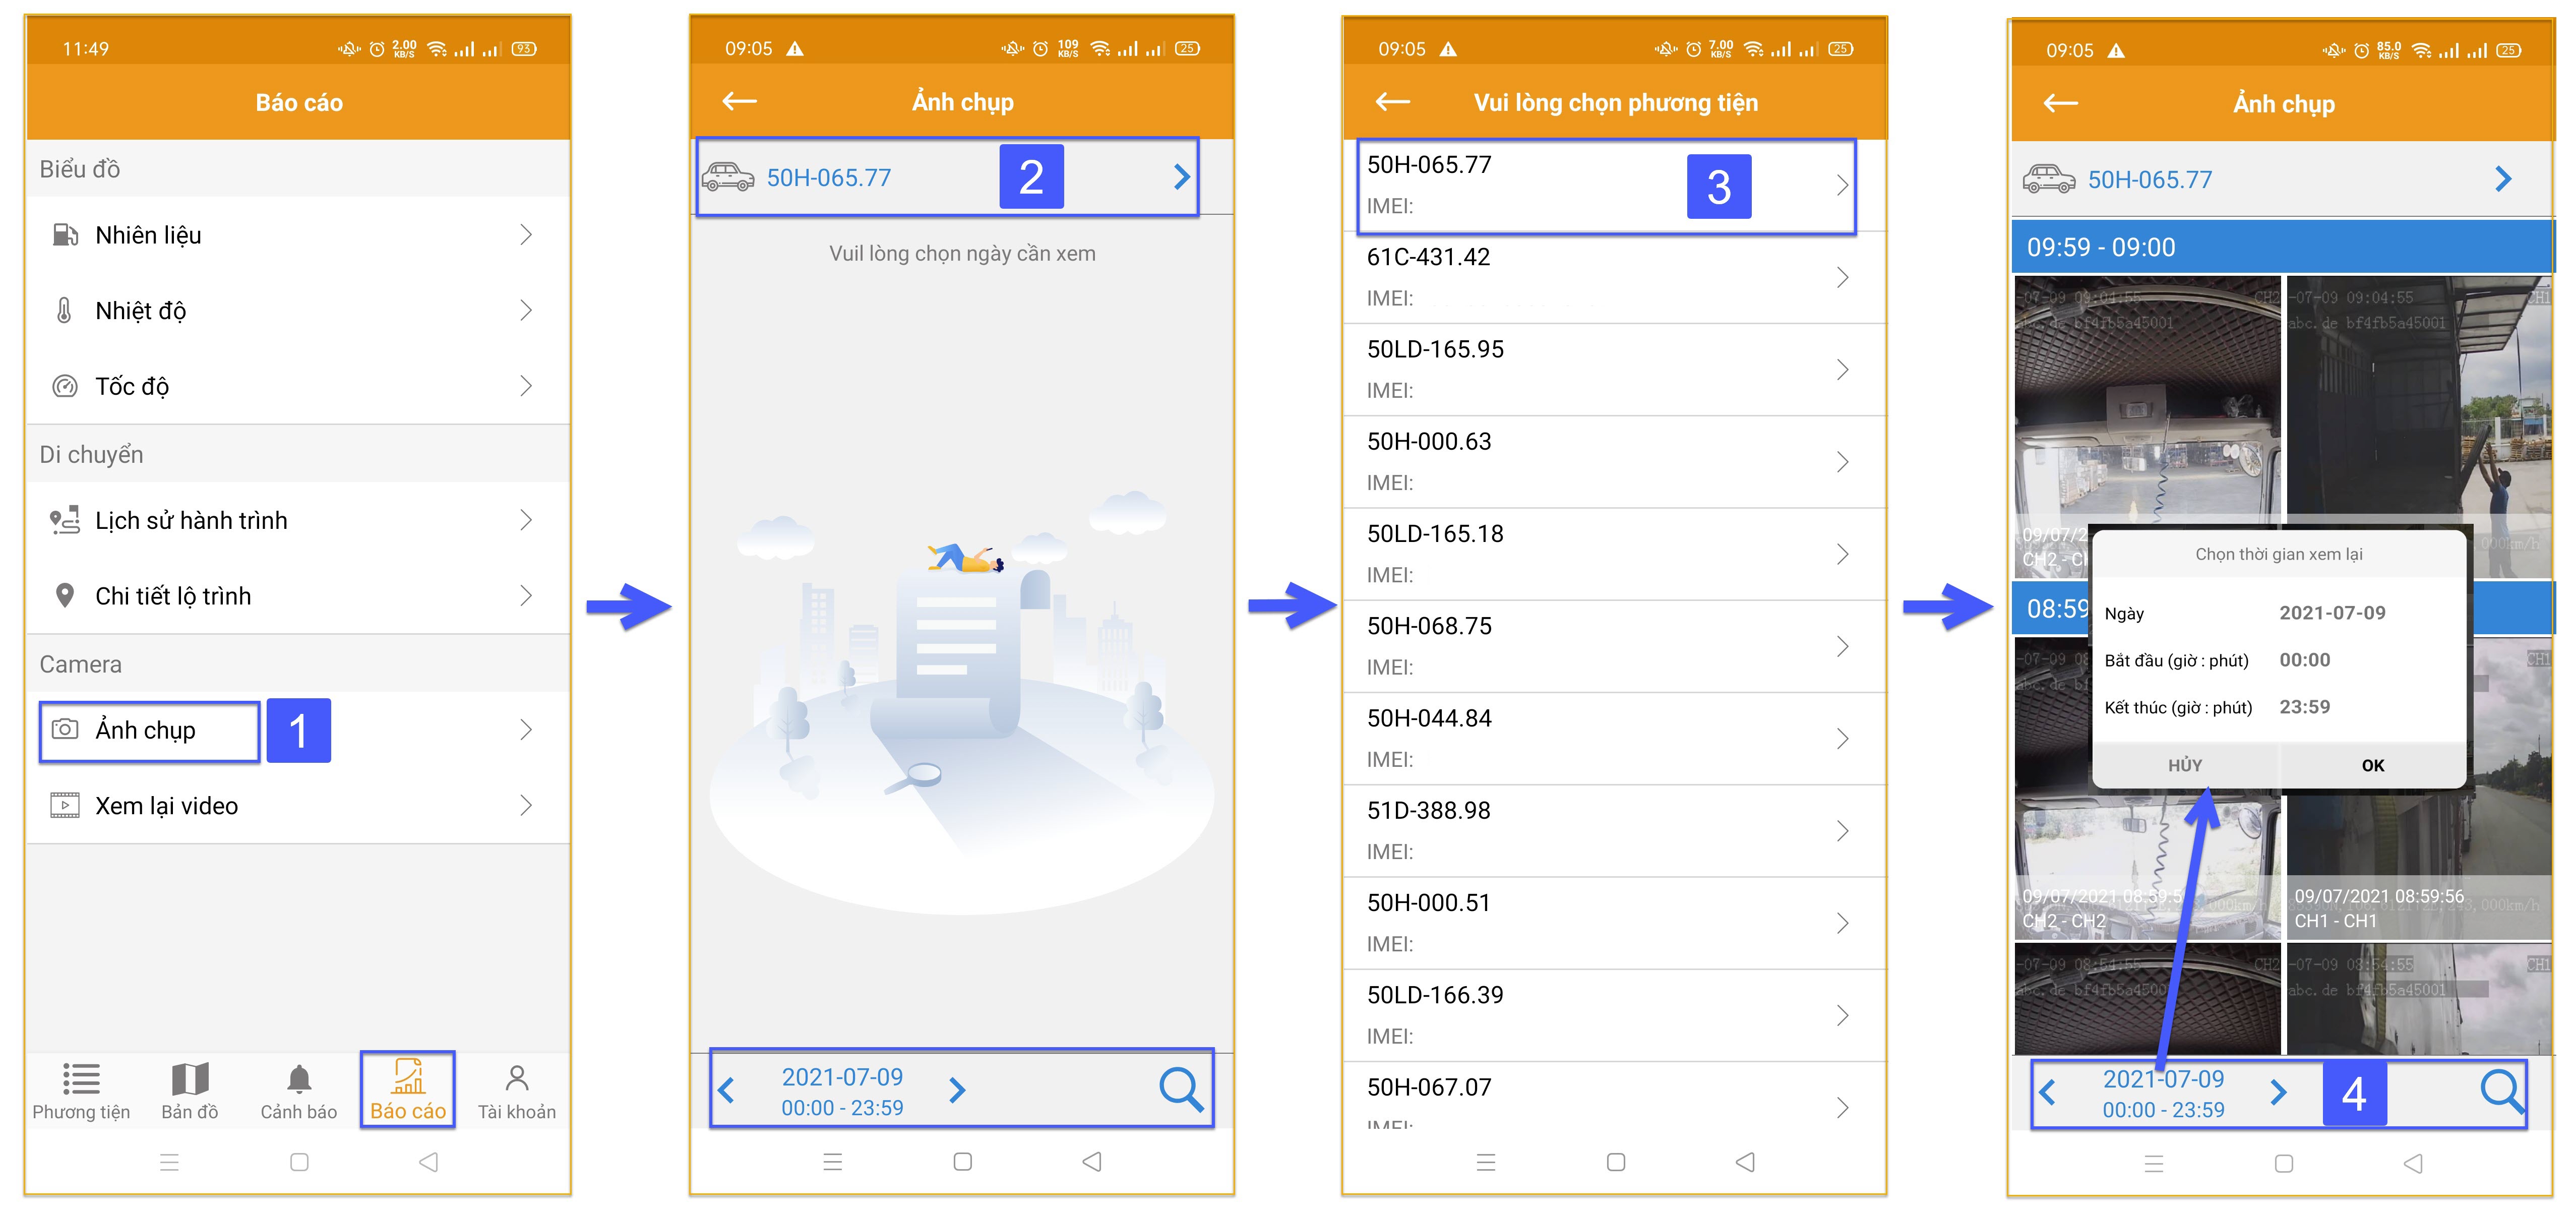 11:49
2.00
KB/S
93
Báo cáo
Biểu đồ
Nhiên liệu
Nhiệt độ
Tốc độ
Di chuyển
Lịch sử hành trình
Chi tiết lộ trình
Camera
Ảnh chụp
1
Xem lại video
Phương tiện
Bản đồ
Cảnh báo
Báo cáo
Tài khoản
09:05
109
KB/S
25
Ảnh chụp
50H-065.77
2
Vuil lòng chọn ngày cần xem
2021-07-09
00:00 - 23:59
09:05
7.00
KB/S
25
Vui lòng chọn phương tiện
50H-065.77
IMEI:
3
61C-431.42
IMEI:
50LD-165.95
IMEI:
50H-000.63
IMEI:
50LD-165.18
IMEI:
50H-068.75
IMEI:
50H-044.84
IMEI:
51D-388.98
IMEI:
50H-000.51
IMEI:
50LD-166.39
IMEI:
50H-067.07
IMEI:
09:05
85.0
KB/S
25
Ảnh chụp
50H-065.77
09:59 - 09:00
-07-09 09:04:55 CH2
abc.de bf4fb5a45001
-07-09 09:04:55 CH1
abc.de bf4fb5a45001
09/07/2
CH2 - CH
000km/h
08:59
-07-09 08
CH1
Chọn thời gian xem lại
Ngày 2021-07-09
Bắt đầu (giờ : phút) 00:00
Kết thúc (giờ : phút) 23:59
HỦY OK
09/07/2021 08:59:5
CH2 - CH2
09/07/2021 08:59:56
CH1 - CH1
000km/h
-07-09 08:54:55 CH2
abc.de bf4fb5a4500
-07-09 08:54:55 CH1
abc.de bf4fb5a45001
2021-07-09
00:00 - 23:59
4